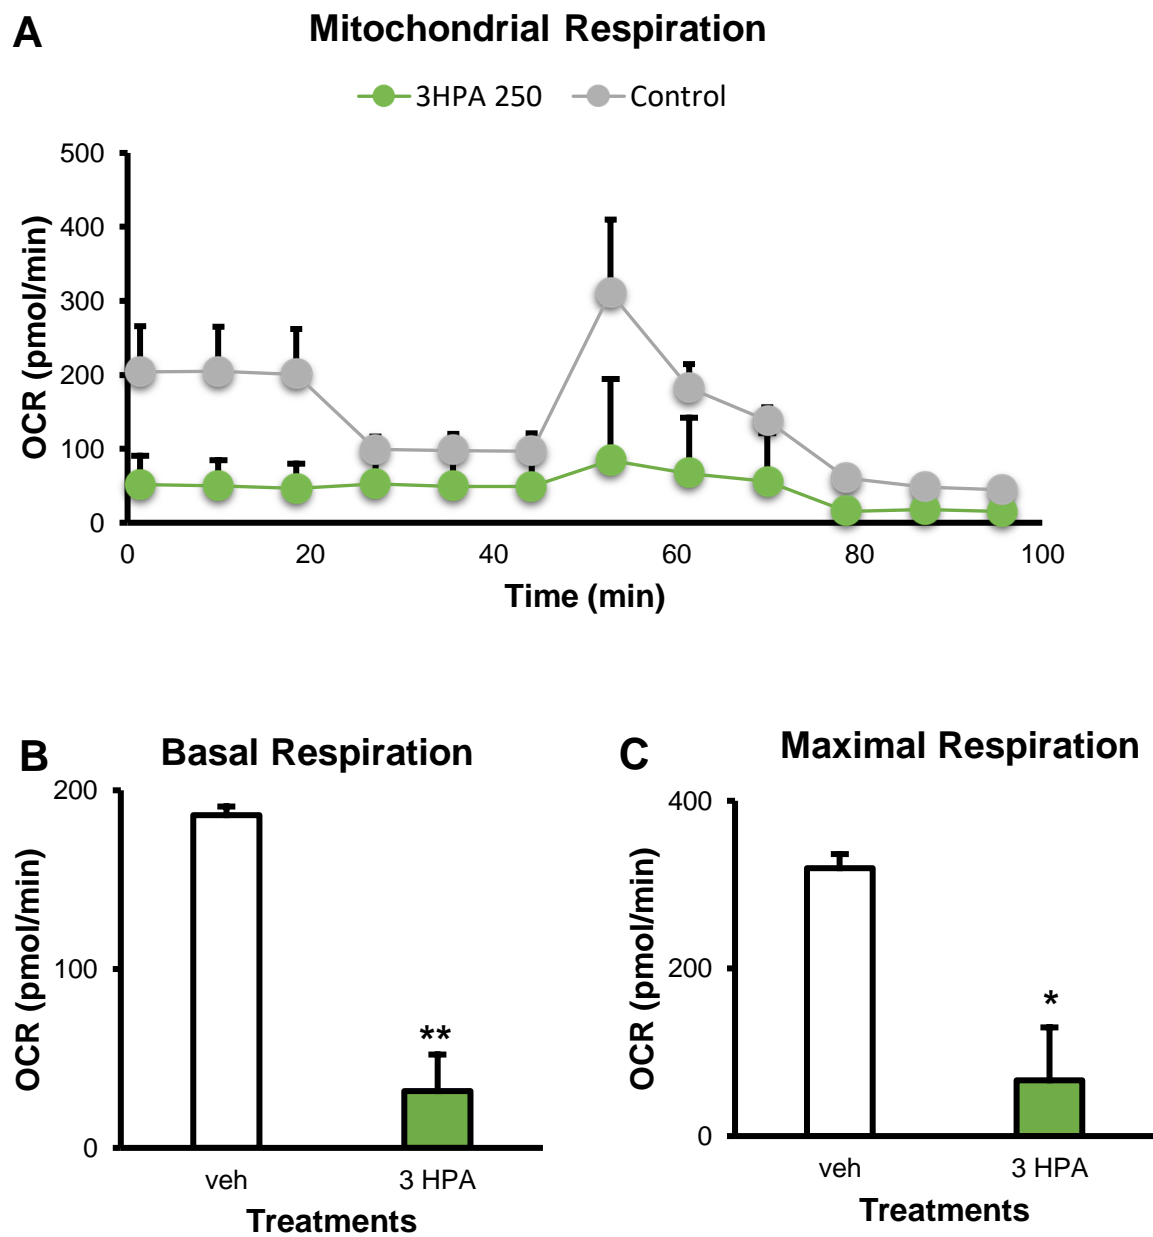 A
Mitochondrial Respiration
3HPA 250 Control
500
400
300
200
100
0
OCR (pmol/min)
0 20 40 60 80 100
Time (min)
B
Basal Respiration
200
100
0
OCR (pmol/min)
**
veh 3 HPA
Treatments
C
Maximal Respiration
400
200
0
OCR (pmol/min)
*
veh 3 HPA
Treatments